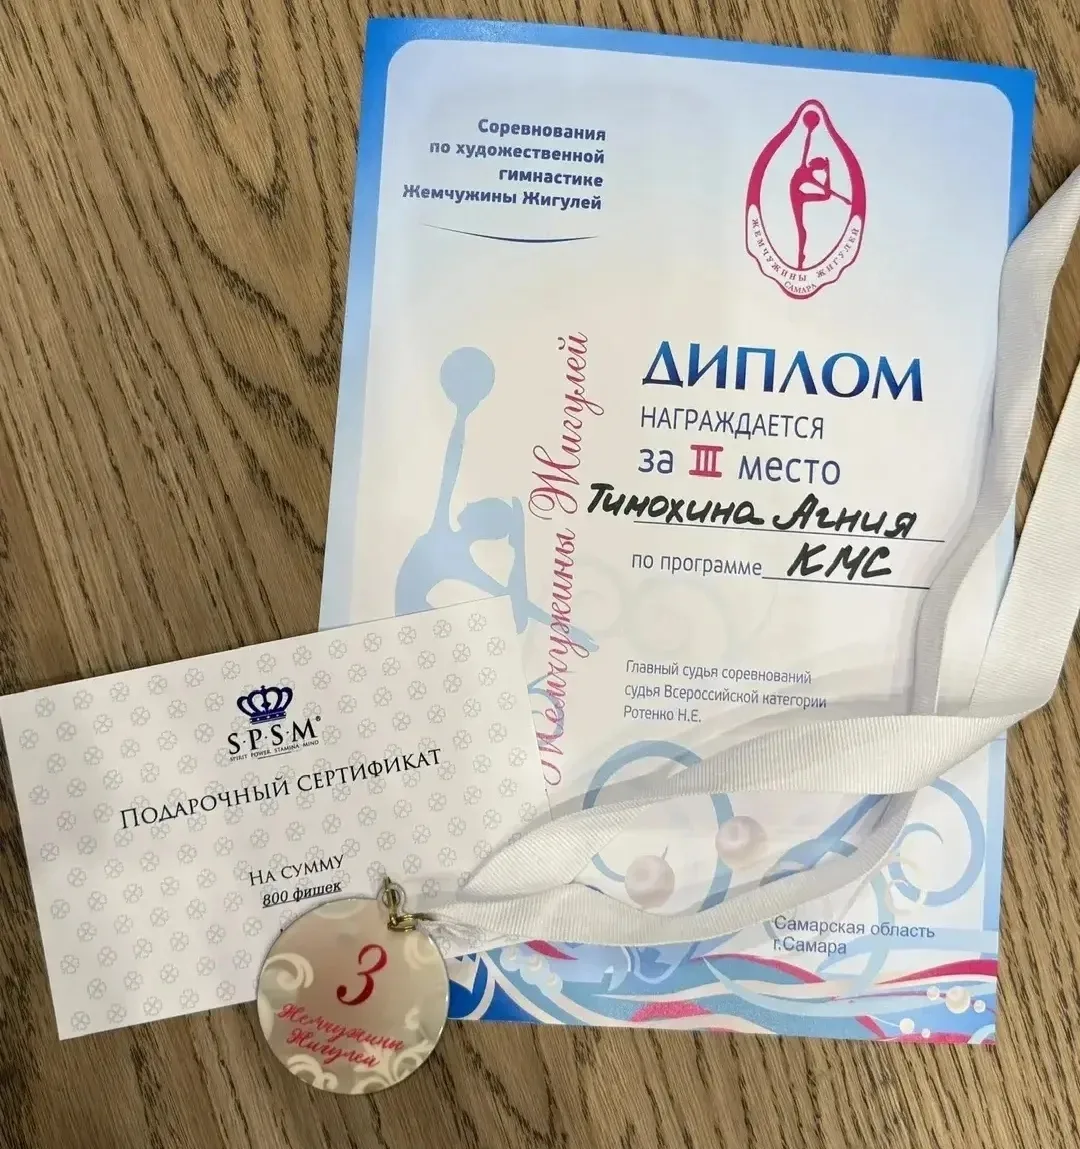 Соревнования
по художественной
гимнастике
Жемчужины Жигулей
ЖЕМЧУЖИНЫ ЖИГУЛЕЙ
САМАРА
Жемчужины Жигулей
ДИПЛОМ
НАГРАЖДАЕТСЯ
за III место
Тимохина Агния
по программе КМС
Главный судья соревнований
судья Всероссийской категории
Ротенко Н.Е.
Самарская область
г.Самара
S·P·S·M®
SPIRIT POWER STAMINA MIND
ПОДАРОЧНЫЙ СЕРТИФИКАТ
НА СУММУ
800 фишек
3
Жемчужины
Жигулей